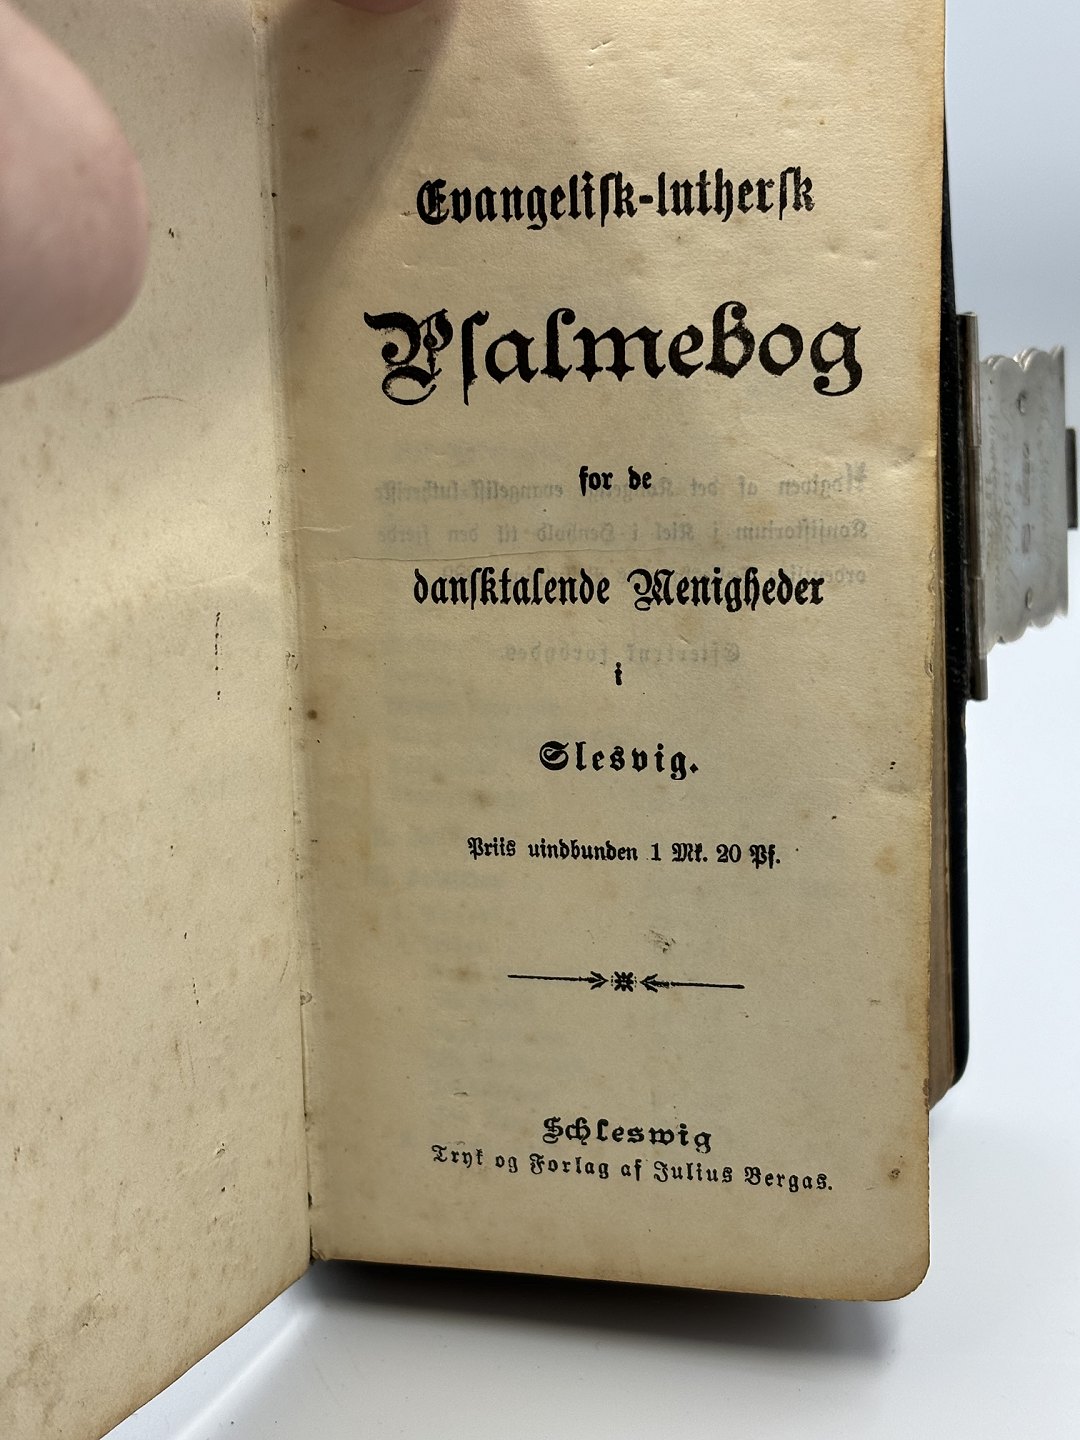 Evangelisk-luthersk
Psalmebog
for de
dansktalende Menigheder
i
Slesvig.
Priis uindbunden 1 Mk. 20 Pf.
Schleswig
Tryk og Forlag af Julius Bergas.